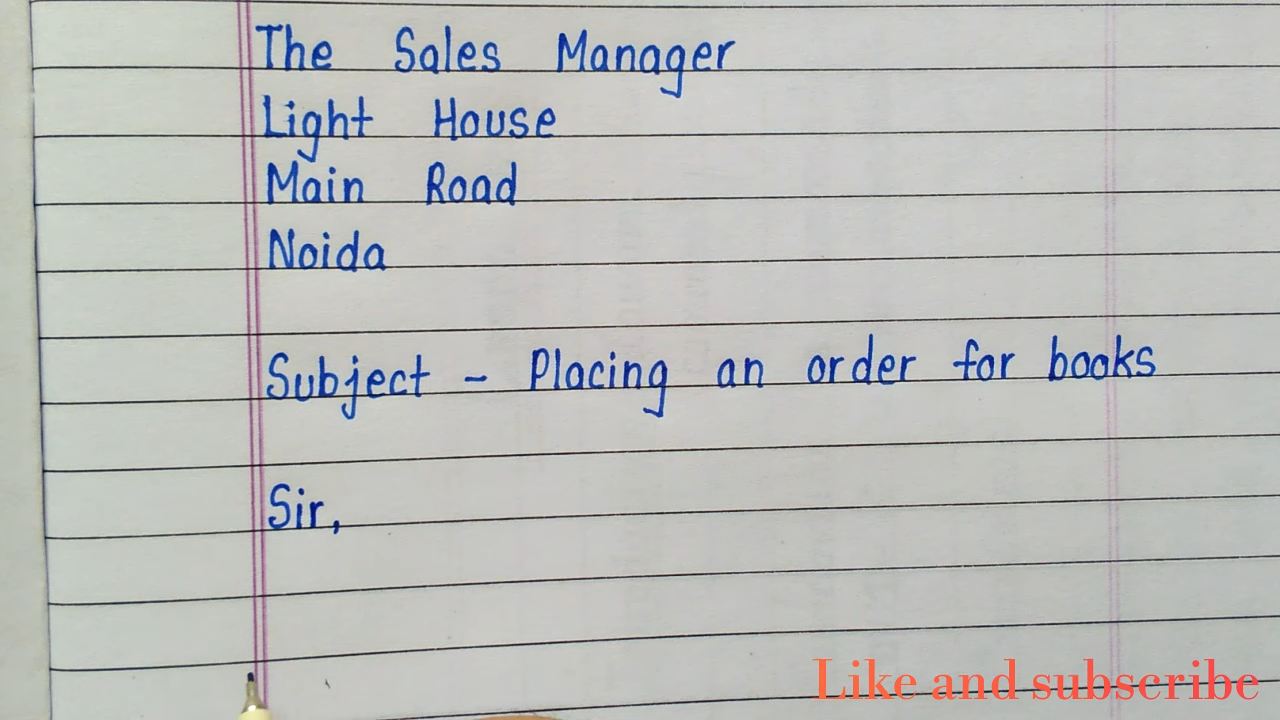 The Sales Manager
Light House
Main Road
Noida
Subject - Placing an order for books
Sir,
Like and subscribe